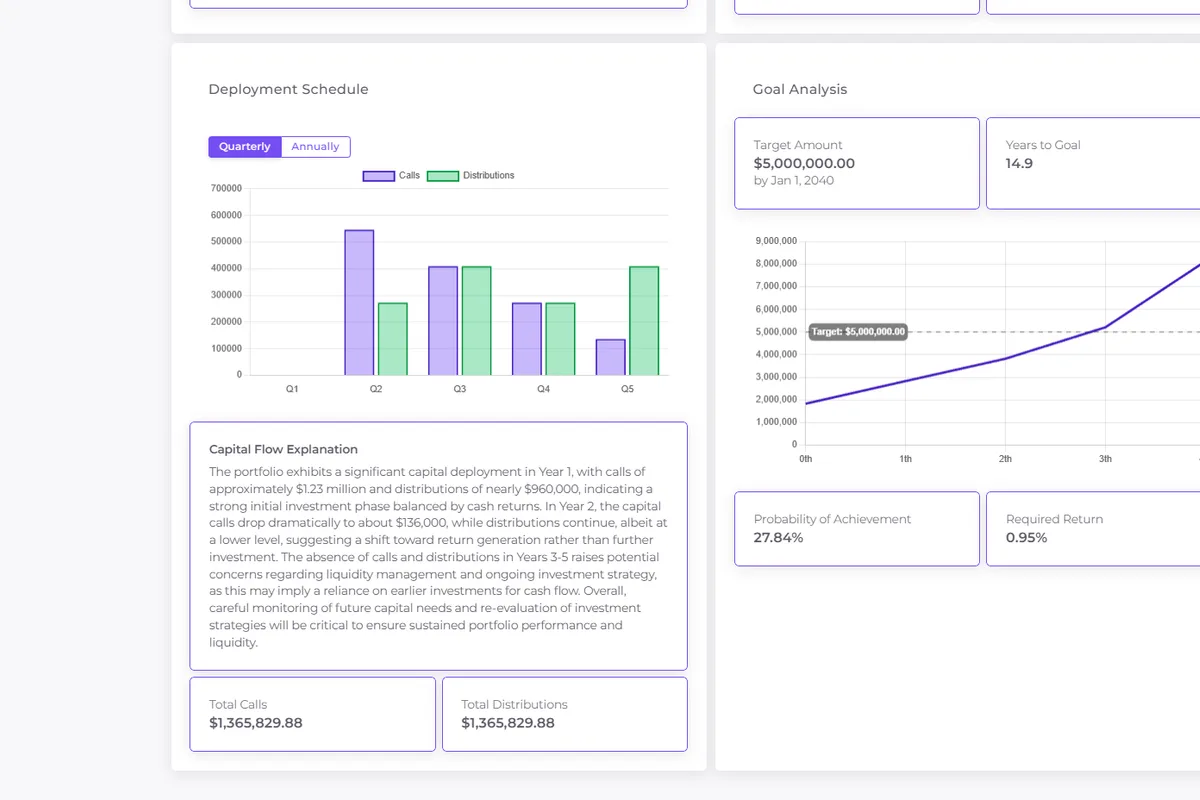 Deployment Schedule
Quarterly
Annually
Calls
Distributions
700000
600000
500000
400000
300000
200000
100000
0
Q1
Q2
Q3
Q4
Q5
Capital Flow Explanation
The portfolio exhibits a significant capital deployment in Year 1, with calls of
approximately $1.23 million and distributions of nearly $960,000, indicating a
strong initial investment phase balanced by cash returns. In Year 2, the capital
calls drop dramatically to about $136,000, while distributions continue, albeit at
a lower level, suggesting a shift toward return generation rather than further
investment. The absence of calls and distributions in Years 3-5 raises potential
concerns regarding liquidity management and ongoing investment strategy,
as this may imply a reliance on earlier investments for cash flow. Overall,
careful monitoring of future capital needs and re-evaluation of investment
strategies will be critical to ensure sustained portfolio performance and
liquidity.
Total Calls
$1,365,829.88
Total Distributions
$1,365,829.88
Goal Analysis
Target Amount
$5,000,000.00
by Jan 1, 2040
Years to Goal
14.9
9,000,000
8,000,000
7,000,000
6,000,000
5,000,000
4,000,000
3,000,000
2,000,000
1,000,000
0
Target: $5,000,000.00
0th
1th
2th
3th
Probability of Achievement
27.84%
Required Return
0.95%